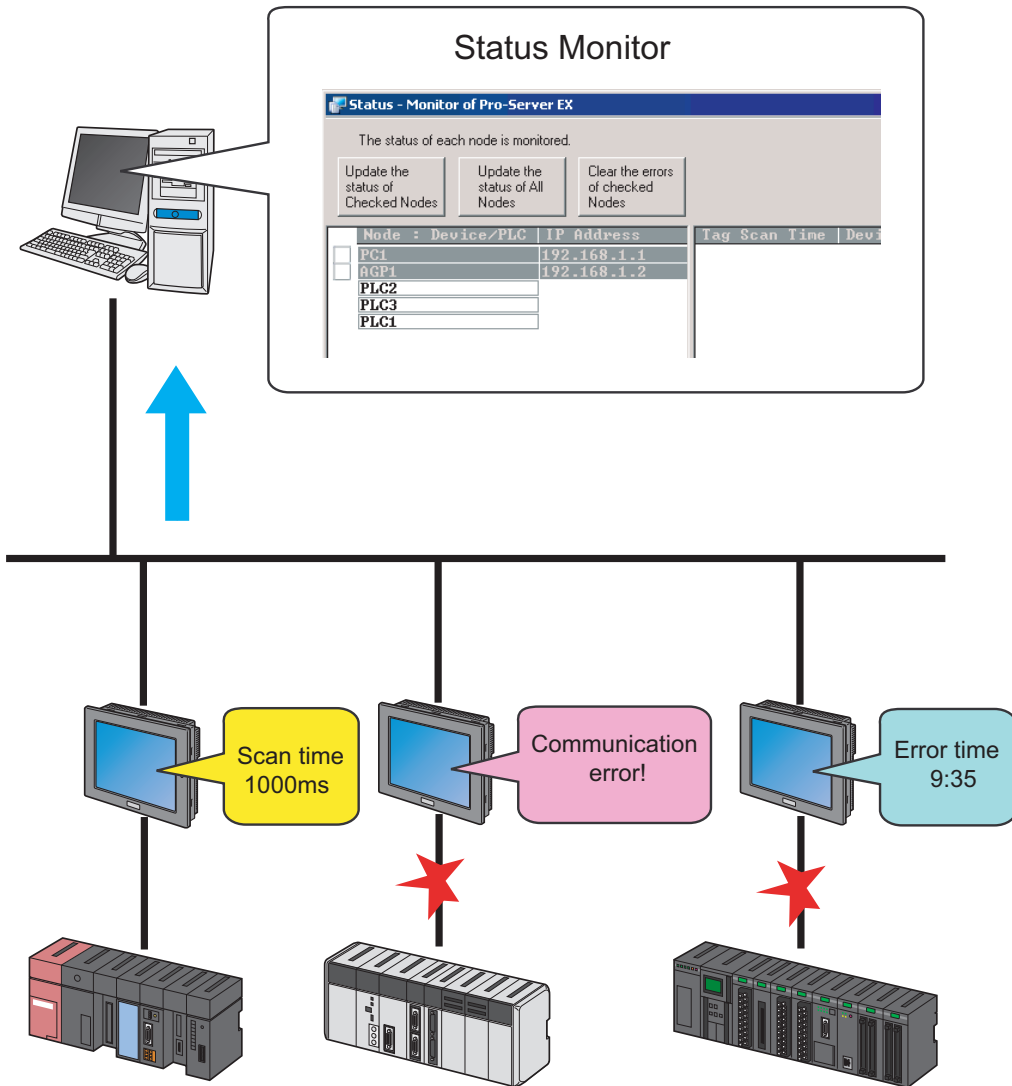 Status Monitor
Status - Monitor of Pro-Server EX
The status of each node is monitored.
Update the
status of
Checked Nodes
Update the
status of All
Nodes
Clear the errors
of checked
Nodes
Node : Device/PLC IP Address Tag Scan Time Devi
PC1 192.168.1.1
AGP1 192.168.1.2
PLC2
PLC3
PLC1
Scan time
1000ms
Communication
error!
Error time
9:35